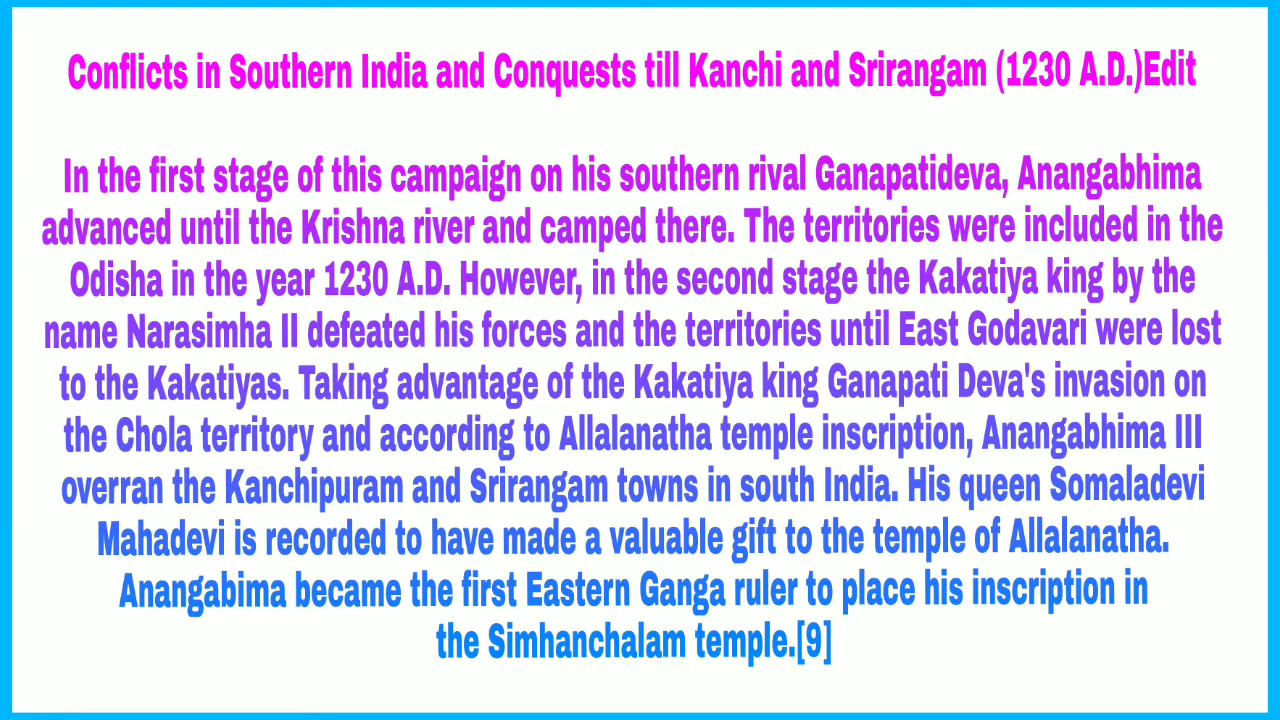 Conflicts in Southern India and Conquests till Kanchi and Srirangam (1230 A.D.)Edit
In the first stage of this campaign on his southern rival Ganapatideva, Anangabhima
advanced until the Krishna river and camped there. The territories were included in the
Odisha in the year 1230 A.D. However, in the second stage the Kakatiya king by the
name Narasimha II defeated his forces and the territories until East Godavari were lost
to the Kakatiyas. Taking advantage of the Kakatiya king Ganapati Deva's invasion on
the Chola territory and according to Allalanatha temple inscription, Anangabhima III
overran the Kanchipuram and Srirangam towns in south India. His queen Somaladevi
Mahadevi is recorded to have made a valuable gift to the temple of Allalanatha.
Anangabima became the first Eastern Ganga ruler to place his inscription in
the Simhanchalam temple.[9]